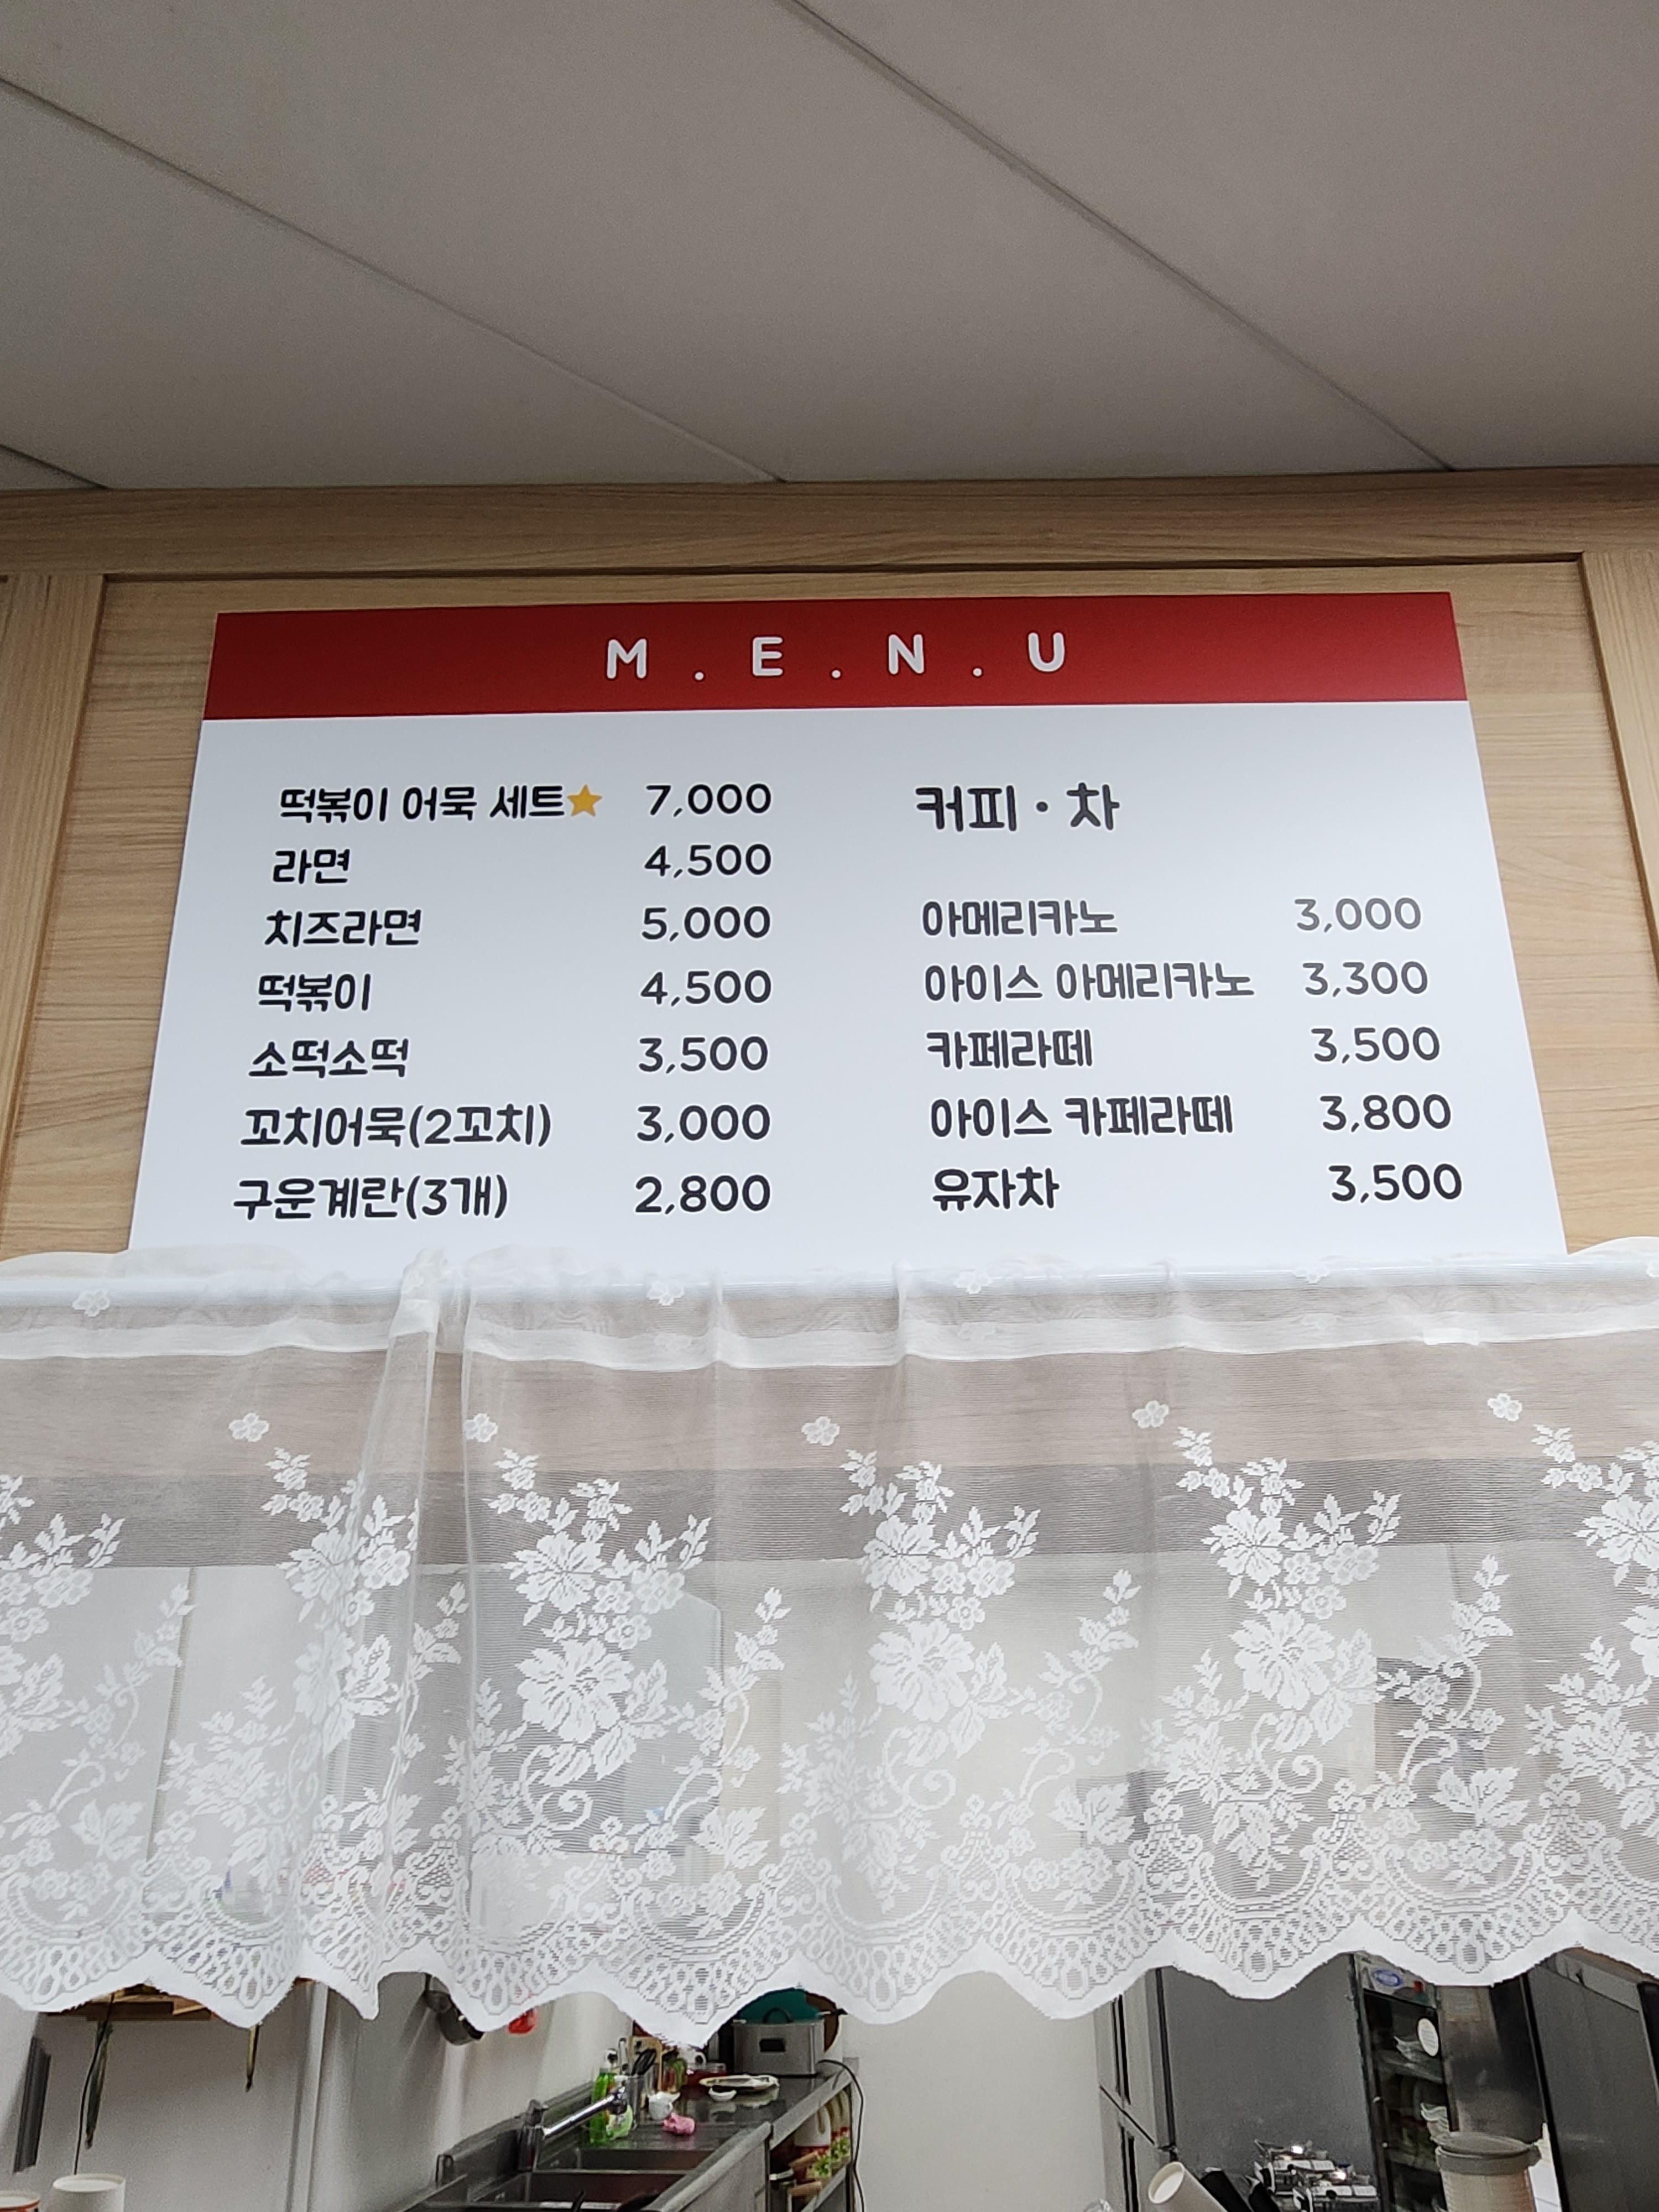 M . E . N . U
떡볶이 어묵 세트⭐ 7,000
라면 4,500
치즈라면 5,000
떡볶이 4,500
소떡소떡 3,500
꼬치어묵(2꼬치) 3,000
구운계란(3개) 2,800
커피 · 차
아메리카노 3,000
아이스 아메리카노 3,300
카페라떼 3,500
아이스 카페라떼 3,800
유자차 3,500